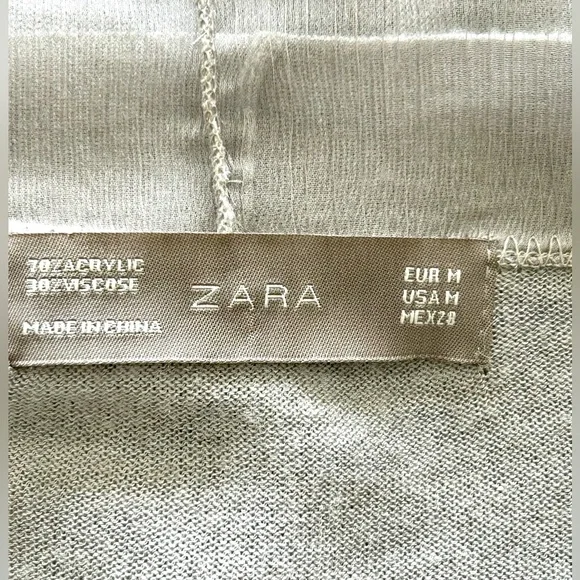 70%ACRYLIC
30%VISCOSE
MADE IN CHINA
ZARA
EUR M
USA M
MEX 28